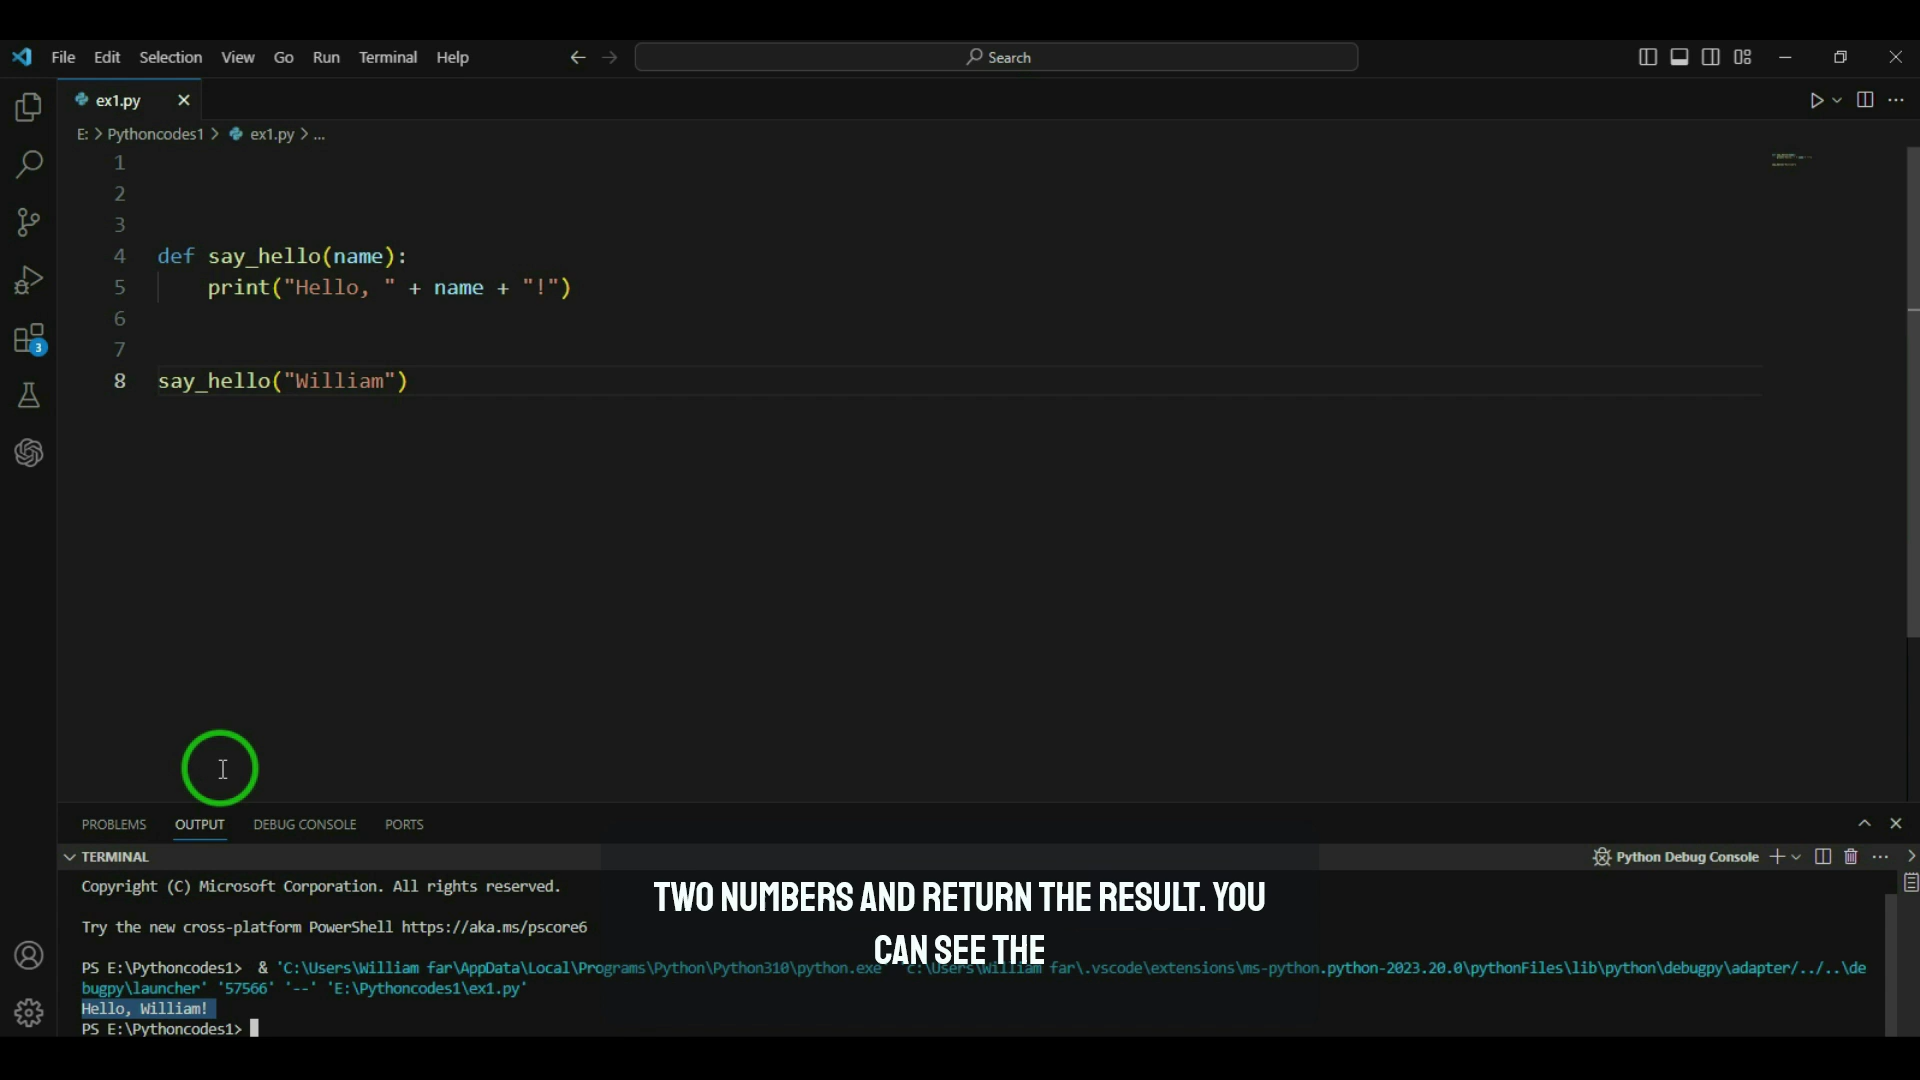 File Edit Selection View Go Run Terminal Help
Search
ex1.py
E: > Pythoncodes1 > ex1.py > ...
1
2
3
4 def say_hello(name):
5 print("Hello, " + name + "!")
6
7
8 say_hello("William")
3
PROBLEMS OUTPUT DEBUG CONSOLE PORTS
TERMINAL
Python Debug Console
Copyright (C) Microsoft Corporation. All rights reserved.
Try the new cross-platform PowerShell https://aka.ms/pscore6
PS E:\Pythoncodes1> & 'C:\Users\William far\AppData\Local\Programs\Python\Python310\python.exe' 'c:\Users\William far\.vscode\extensions\ms-python.python-2023.20.0\pythonFiles\lib\python\debugpy\adapter/../..\de
bugpy\launcher' '57566' '--' 'E:\Pythoncodes1\ex1.py'
Hello, William!
PS E:\Pythoncodes1>
TWO NUMBERS AND RETURN THE RESULT. YOU
CAN SEE THE